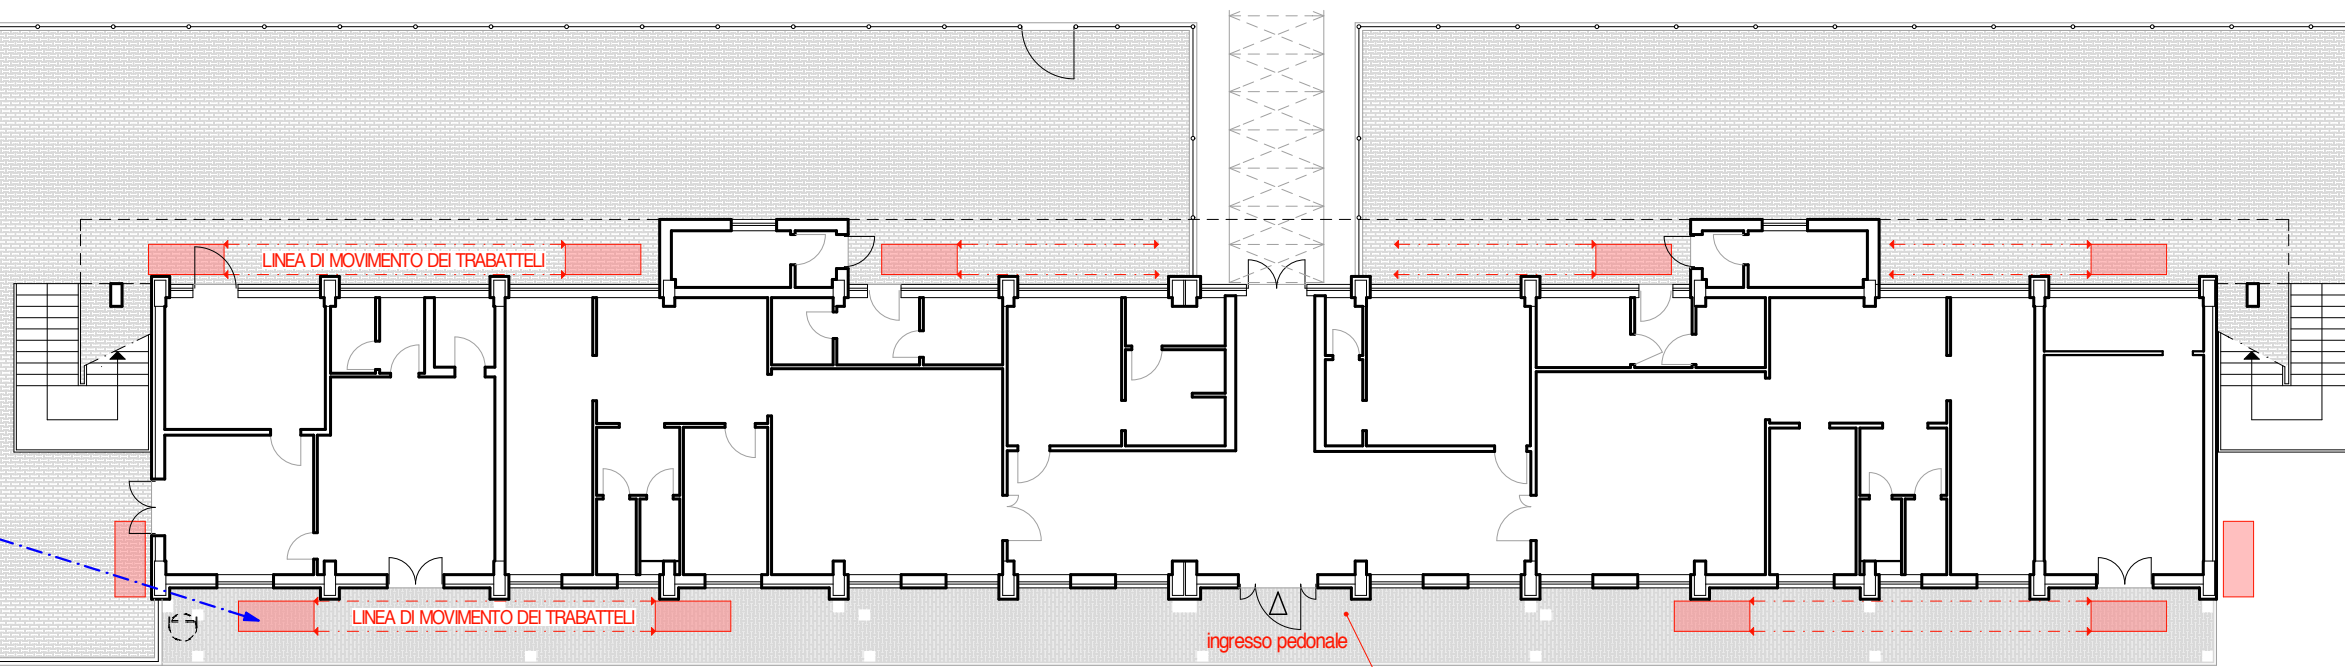 LINEA DI MOVIMENTO DEI TRABATTELI
LINEA DI MOVIMENTO DEI TRABATTELI
ingresso pedonale